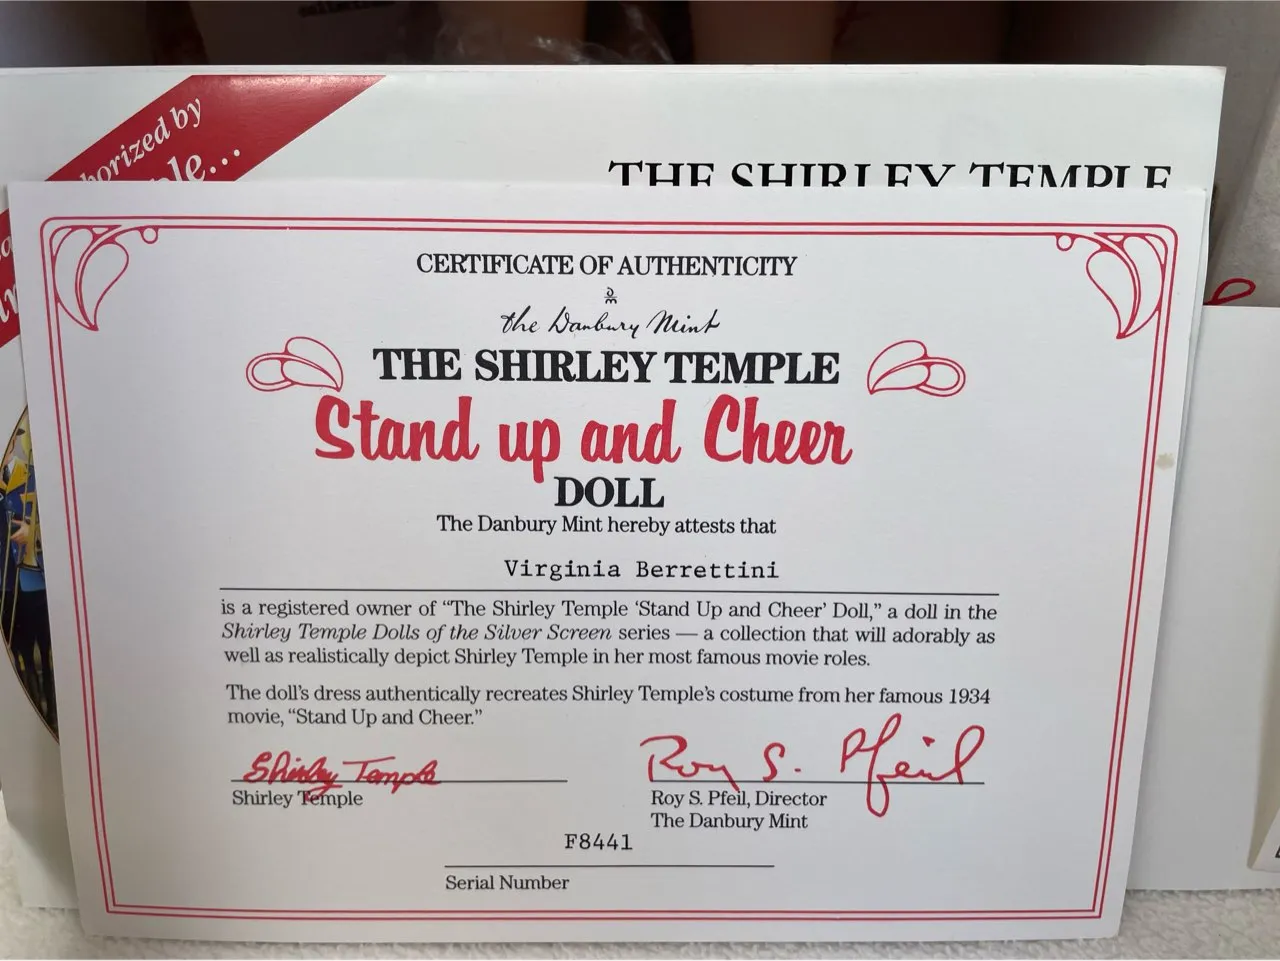 orized by
le...
THE SHIRLEY TEMPLE
CERTIFICATE OF AUTHENTICITY
the Danbury Mint
THE SHIRLEY TEMPLE
Stand up and Cheer
DOLL
The Danbury Mint hereby attests that
Virginia Berrettini
is a registered owner of “The Shirley Temple ‘Stand Up and Cheer’ Doll,” a doll in the
Shirley Temple Dolls of the Silver Screen series — a collection that will adorably as
well as realistically depict Shirley Temple in her most famous movie roles.
The doll’s dress authentically recreates Shirley Temple’s costume from her famous 1934
movie, “Stand Up and Cheer.”
Shirley Temple
Roy S. Pfeil
Shirley Temple
Roy S. Pfeil, Director
The Danbury Mint
F8441
Serial Number